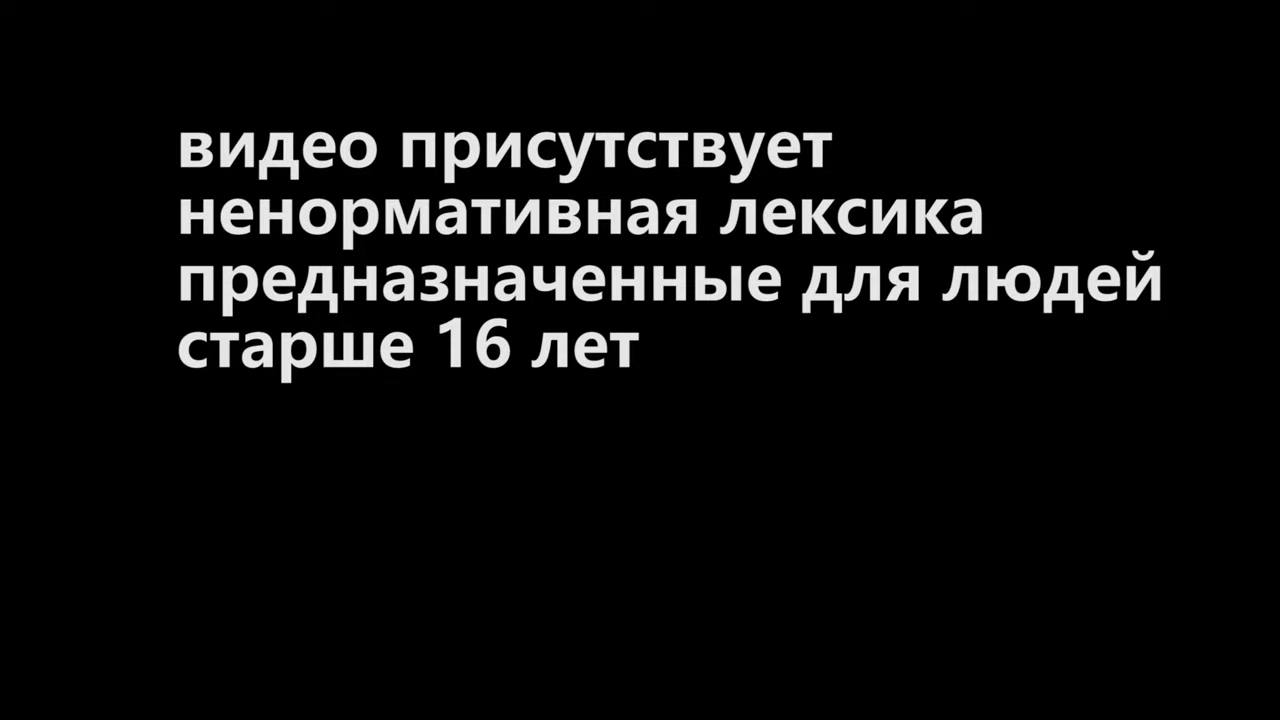 видео присутствует
ненормативная лексика
предназначенные для людей
старше 16 лет